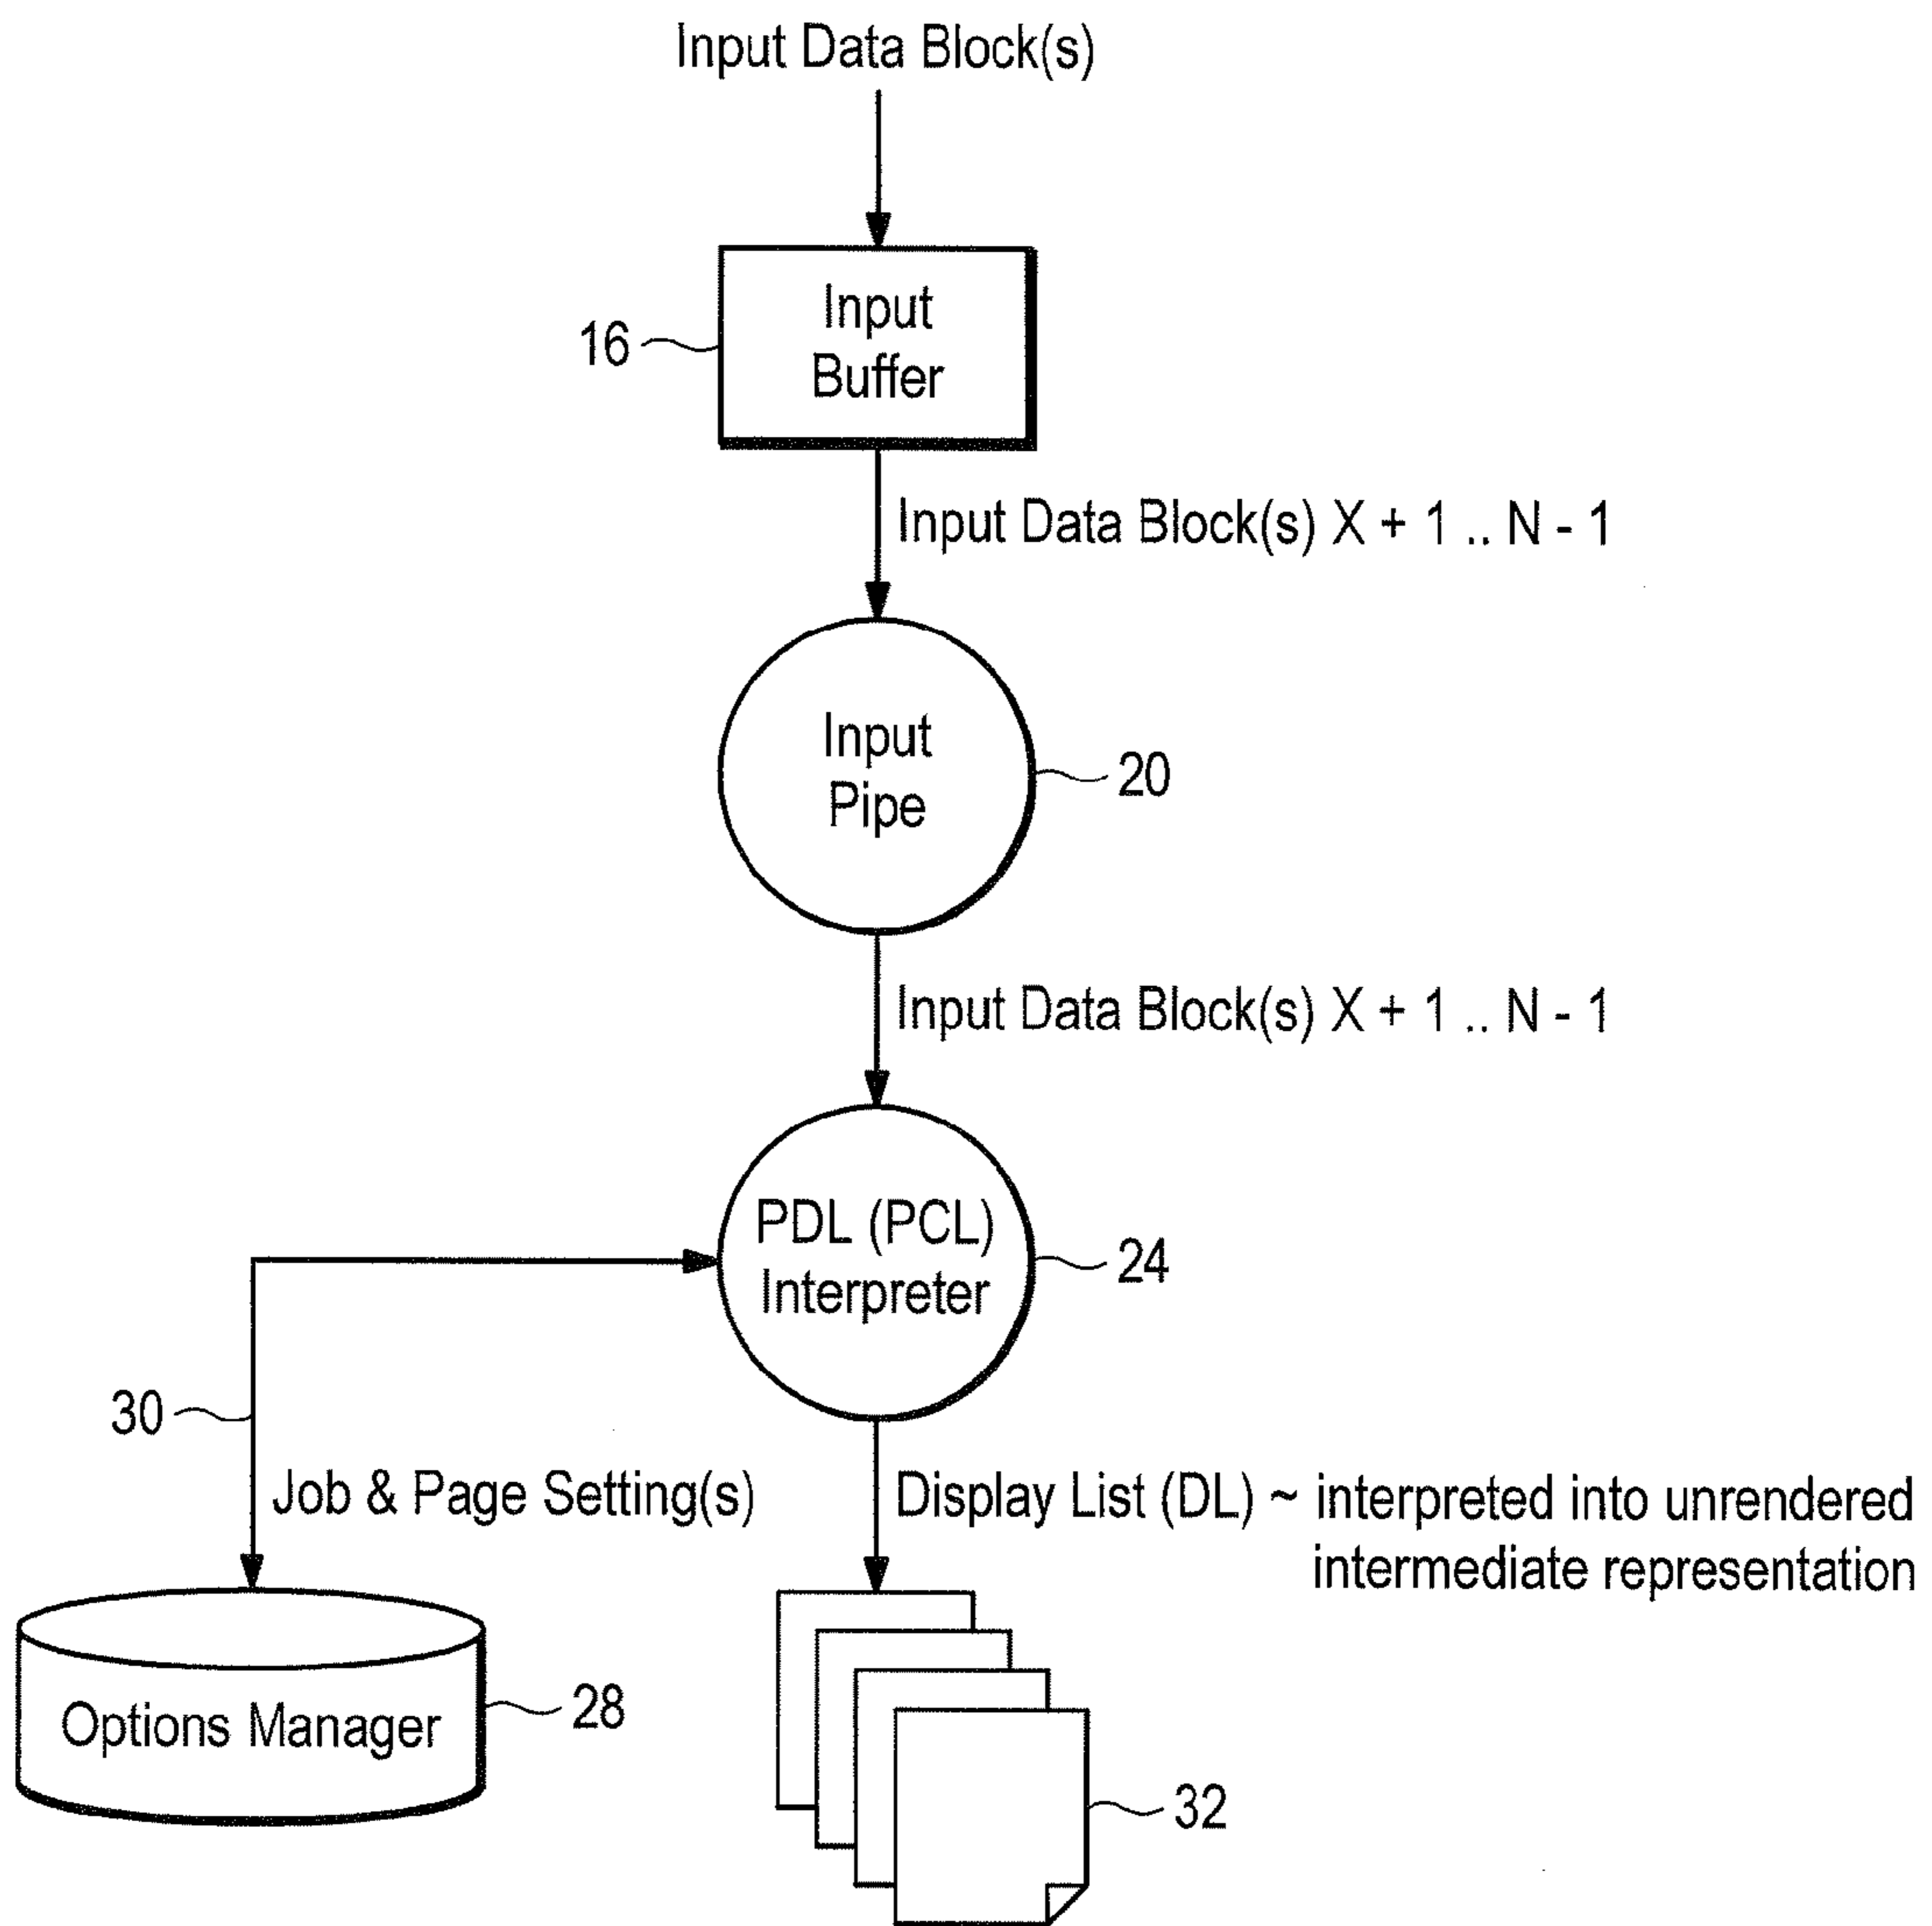 Input Data Block(s)
Input
Buffer
16
Input Data Block(s) X + 1 .. N - 1
Input
Pipe
20
Input Data Block(s) X + 1 .. N - 1
PDL (PCL)
Interpreter
24
30
Job & Page Setting(s)
Display List (DL) ~ interpreted into unrendered
intermediate representation
Options Manager
28
32